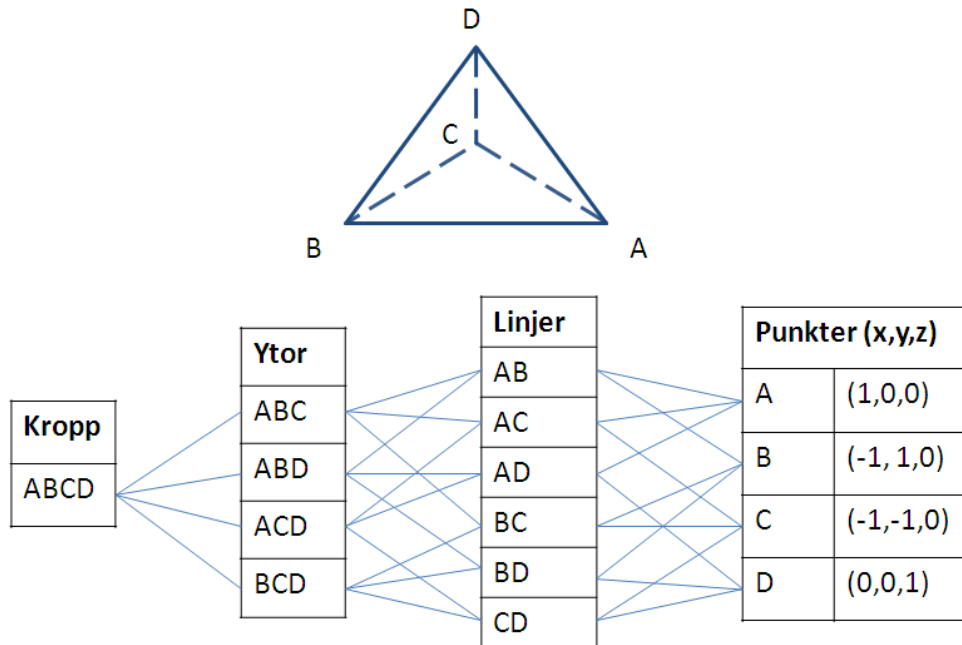 D
C
B
A
Kropp
ABCD
Ytor
ABC
ABD
ACD
BCD
Linjer
AB
AC
AD
BC
BD
CD
Punkter (x,y,z)
A (1,0,0)
B (-1, 1,0)
C (-1,-1,0)
D (0,0,1)